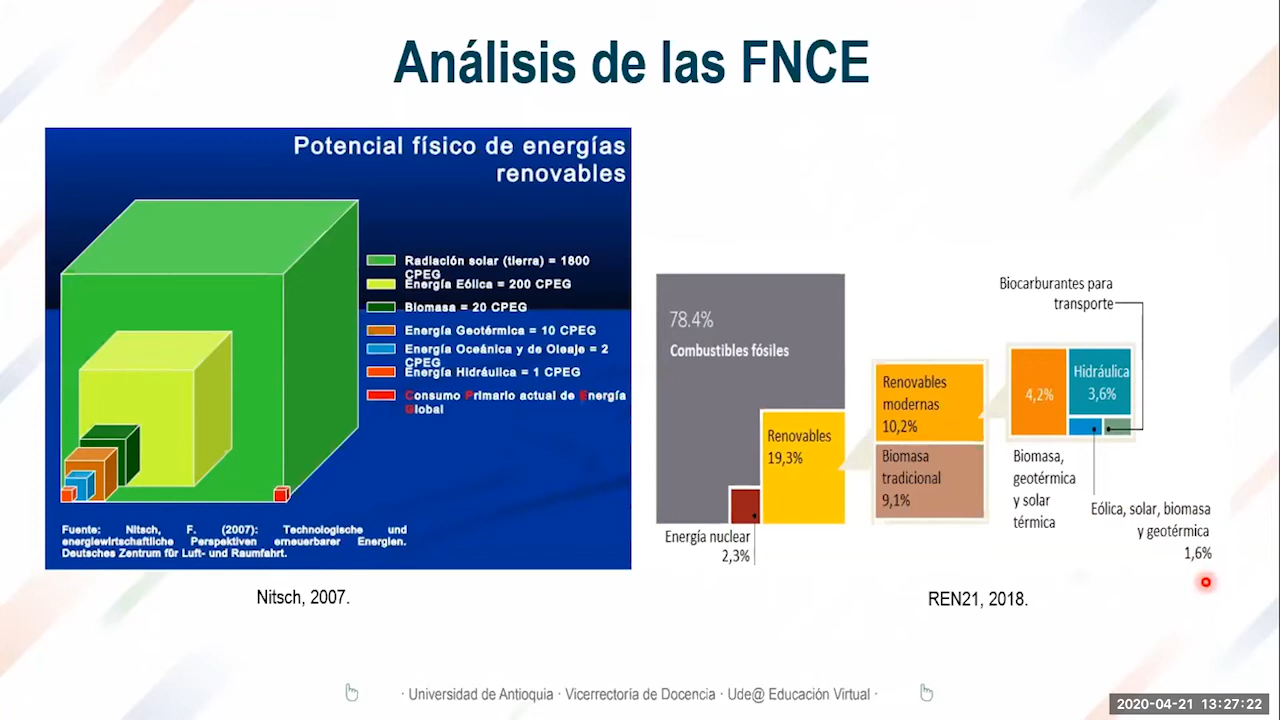 Análisis de las FNCE
Potencial físico de energías
renovables
Radiación solar (tierra) = 1800
CPEG
Energía Eólica = 200 CPEG
Biomasa = 20 CPEG
Energía Geotérmica = 10 CPEG
Energía Oceánica y de Oleaje = 2
CPEG
Energía Hidráulica = 1 CPEG
Consumo Primario actual de Energía
Global
Fuente: Nitsch, F. (2007): Technologische und
energiewirtschaftliche Perspektiven erneuerbarer Energien.
Deutsches Zentrum für Luft- und Raumfahrt.
Nitsch, 2007.
78.4%
Combustibles fósiles
Renovables
19,3%
Energía nuclear
2,3%
Renovables
modernas
10,2%
Biomasa
tradicional
9,1%
Biocarburantes para
transporte
4,2%
Hidráulica
3,6%
Biomasa,
geotérmica
y solar
térmica
Eólica, solar, biomasa
y geotérmica
1,6%
REN21, 2018.
· Universidad de Antioquia · Vicerrectoría de Docencia · Ude@ Educación Virtual ·
2020-04-21 13:27:22